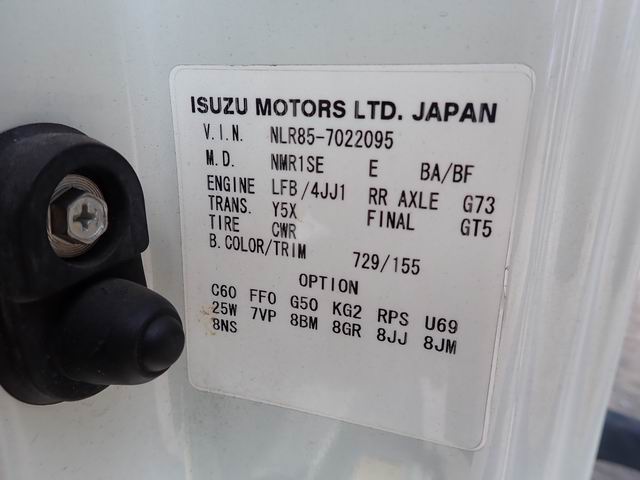 ISUZU MOTORS LTD. JAPAN
V.I.N. NLR85-7022095
M.D. NMR1SE E BA/BF
ENGINE LFB/4JJ1 RR AXLE G73
TRANS. Y5X FINAL GT5
TIRE CWR
B.COLOR/TRIM 729/155
OPTION
C60 FF0 G50 KG2 RPS U69
25W 7VP 8BM 8GR 8JJ 8JM
8NS